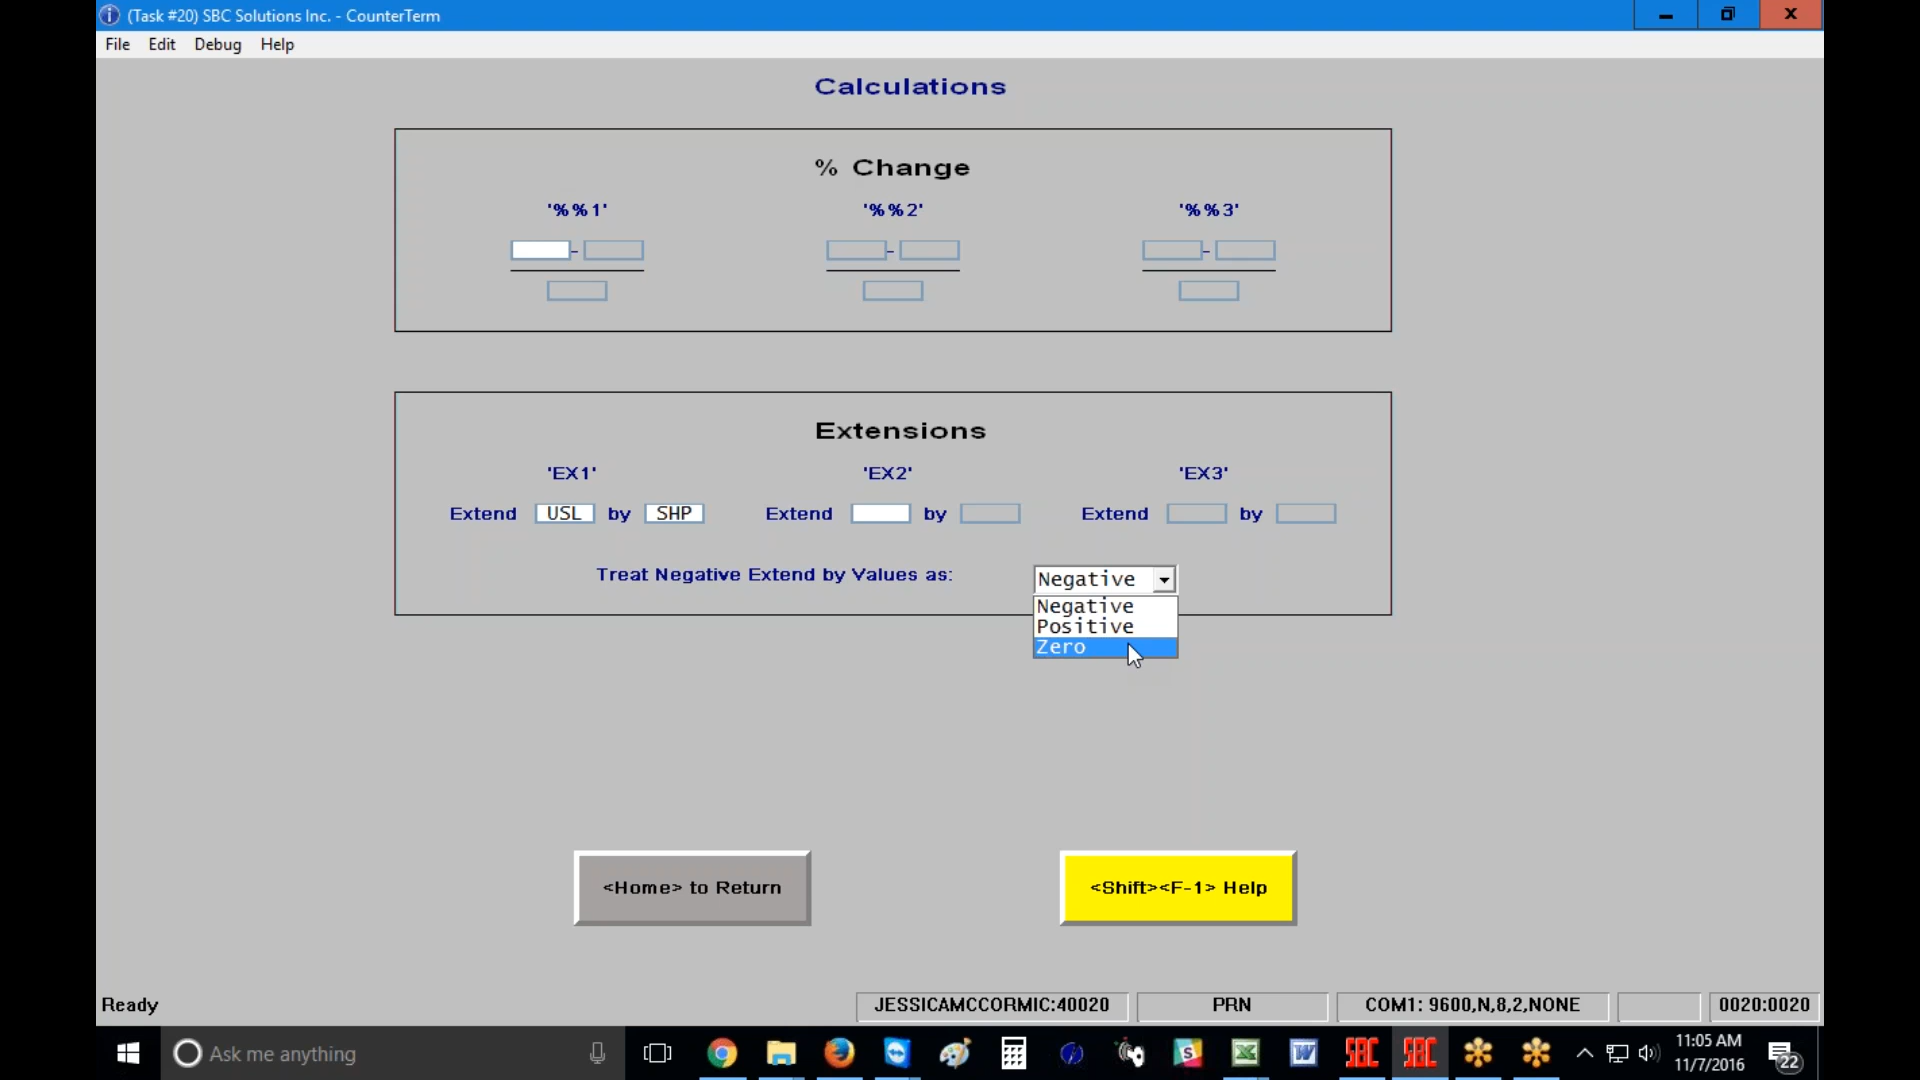 (Task #20) SBC Solutions Inc. - CounterTerm
File Edit Debug Help
Calculations
% Change
'%%1' '%%2' '%%3'
- - -
Extensions
'EX1' 'EX2' 'EX3'
Extend USL by SHP Extend by Extend by
Treat Negative Extend by Values as: Negative
Negative
Positive
Zero
<Home> to Return <Shift><F-1> Help
Ready JESSICAMCCORMIC:40020 PRN COM1: 9600,N,8,2,NONE 0020:0020
Ask me anything
SBC SBC
11:05 AM
11/7/2016
22